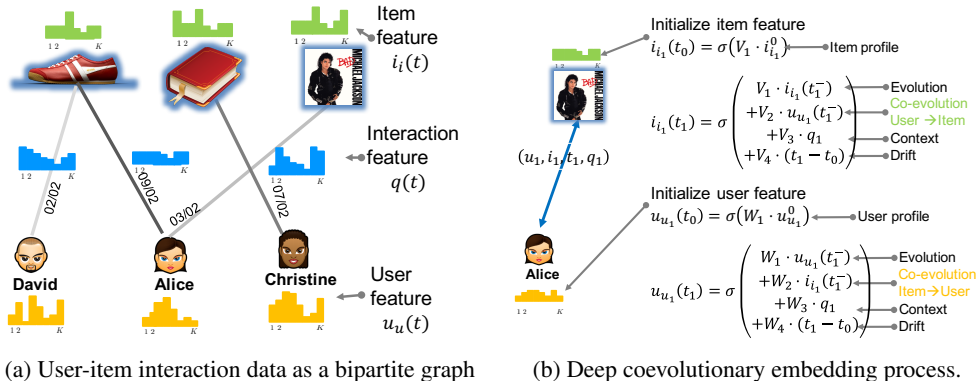 Item
feature
i_i(t)
1 2 K
1 2 K
1 2 K
BAD
MICHAEL JACKSON
Interaction
feature
q(t)
02/02
09/02
03/02
07/02
David
Alice
Christine
User
feature
u_u(t)
1 2 K
1 2 K
1 2 K
(a) User-item interaction data as a bipartite graph
Initialize item feature
i_{i_1}(t_0) = σ(V_1 · i_{i_1}^0)
Item profile
1 2 K
BAD
MICHAEL JACKSON
i_{i_1}(t_1) = σ
V_1 · i_{i_1}(t_1^-)
+V_2 · u_{u_1}(t_1^-)
+V_3 · q_1
+V_4 · (t_1 − t_0)
Evolution
Co-evolution
User →Item
Context
Drift
(u_1, i_1, t_1, q_1)
Initialize user feature
u_{u_1}(t_0) = σ(W_1 · u_{u_1}^0)
User profile
Alice
1 2 K
u_{u_1}(t_1) = σ
W_1 · u_{u_1}(t_1^-)
+W_2 · i_{i_1}(t_1^-)
+W_3 · q_1
+W_4 · (t_1 − t_0)
Evolution
Co-evolution
Item→User
Context
Drift
(b) Deep coevolutionary embedding process.